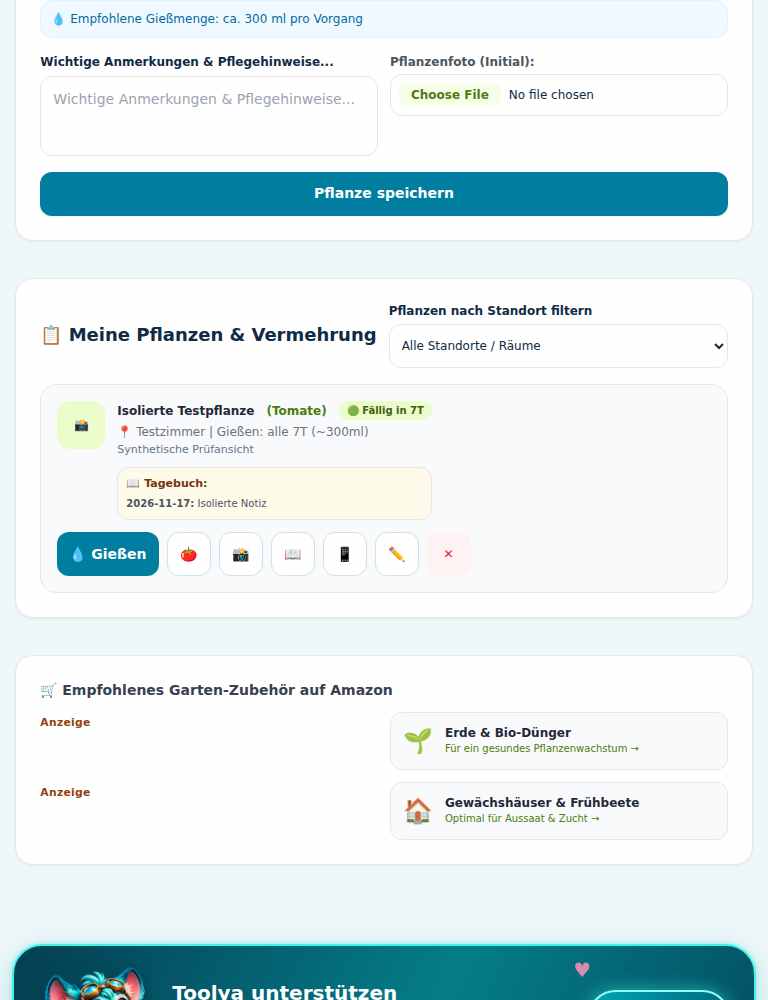 💧 Empfohlene Gießmenge: ca. 300 ml pro Vorgang
Wichtige Anmerkungen & Pflegehinweise...
Wichtige Anmerkungen & Pflegehinweise...
Pflanzenfoto (Initial):
Choose File No file chosen
Pflanze speichern
📋 Meine Pflanzen & Vermehrung
Pflanzen nach Standort filtern
Alle Standorte / Räume
Isolierte Testpflanze (Tomate) 🟢 Fällig in 7T
📍 Testzimmer | Gießen: alle 7T (~300ml)
Synthetische Prüfansicht
📖 Tagebuch:
2026-11-17: Isolierte Notiz
💧 Gießen
🛒 Empfohlenes Garten-Zubehör auf Amazon
Anzeige
Erde & Bio-Dünger
Für ein gesundes Pflanzenwachstum →
Anzeige
Gewächshäuser & Frühbeete
Optimal für Aussaat & Zucht →
Toolva unterstützen